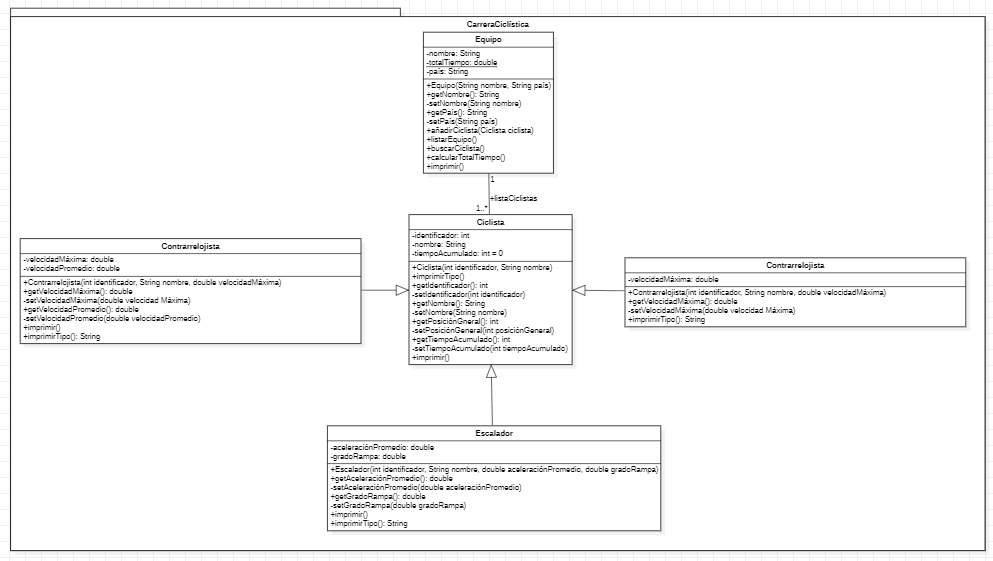 CarreraCiclística
Equipo
-nombre: String
-totalTiempo: double
-país: String
+Equipo(String nombre, String país)
+getNombre(): String
-setNombre(String nombre)
+getPaís(): String
-setPaís(String país)
+añadirCiclista(Ciclista ciclista)
+listarEquipo()
+buscarCiclista()
+calcularTotalTiempo()
+imprimir()
1
+listaCiclistas
1..*
Ciclista
-identificador: int
-nombre: String
-tiempoAcumulado: int = 0
+Ciclista(int identificador, String nombre)
+imprimirTipo()
+getIdentificador(): int
-setIdentificador(int identificador)
+getNombre(): String
-setNombre(String nombre)
+getPosiciónGneral(): int
-setPosiciónGeneral(int posiciónGeneral)
+getTiempoAcumulado(): int
-setTiempoAcumulado(int tiempoAcumulado)
+imprimir()
Contrarrelojista
-velocidadMáxima: double
-velocidadPromedio: double
+Contrarrelojista(int identificador, String nombre, double velocidadMáxima)
+getVelocidadMáxima(): double
-setVelocidadMáxima(double velocidad Máxima)
+getVelocidadPromedio(): double
-setVelocidadPromedio(double velocidadPromedio)
+imprimir()
+imprimirTipo(): String
Contrarrelojista
-velocidadMáxima: double
+Contrarrelojista(int identificador, String nombre, double velocidadMáxima)
+getVelocidadMáxima(): double
-setVelocidadMáxima(double velocidad Máxima)
+imprimirTipo(): String
Escalador
-aceleraciónPromedio: double
-gradoRampa: double
+Escalador(int identificador, String nombre, double aceleraciónPromedio, double gradoRampa)
+getAceleraciónPromedio(): double
-setAceleraciónPromedio(double aceleraciónPromedio)
+getGradoRampa(): double
-setGradoRampa(double gradoRampa)
+imprimir()
+imprimirTipo(): String